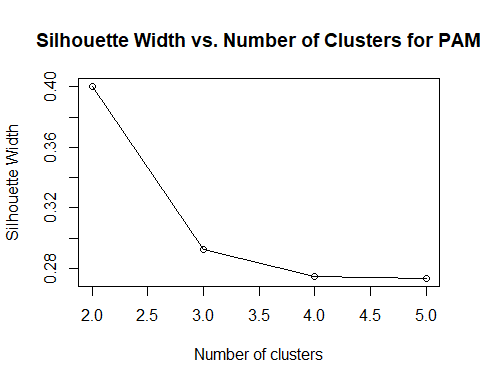 Silhouette Width vs. Number of Clusters for PAM
Silhouette Width
0.40
0.36
0.32
0.28
2.0 2.5 3.0 3.5 4.0 4.5 5.0
Number of clusters